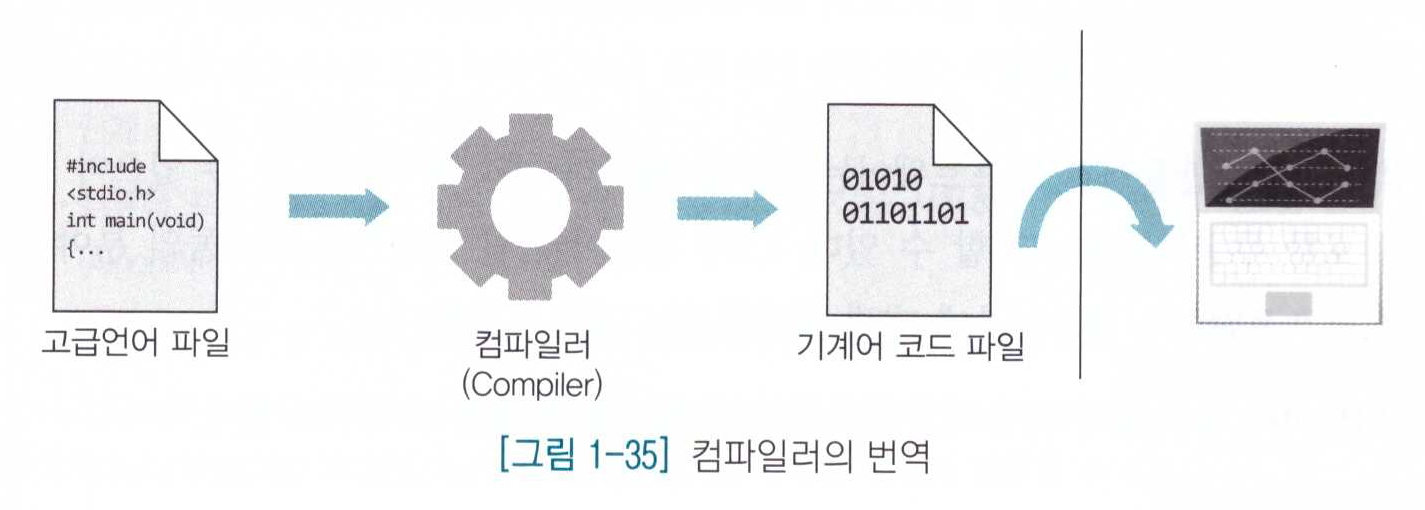 #include
<stdio.h>
int main(void)
{...
01010
01101101
고급언어 파일
컴파일러
(Compiler)
기계어 코드 파일
[그림 1-35] 컴파일러의 번역